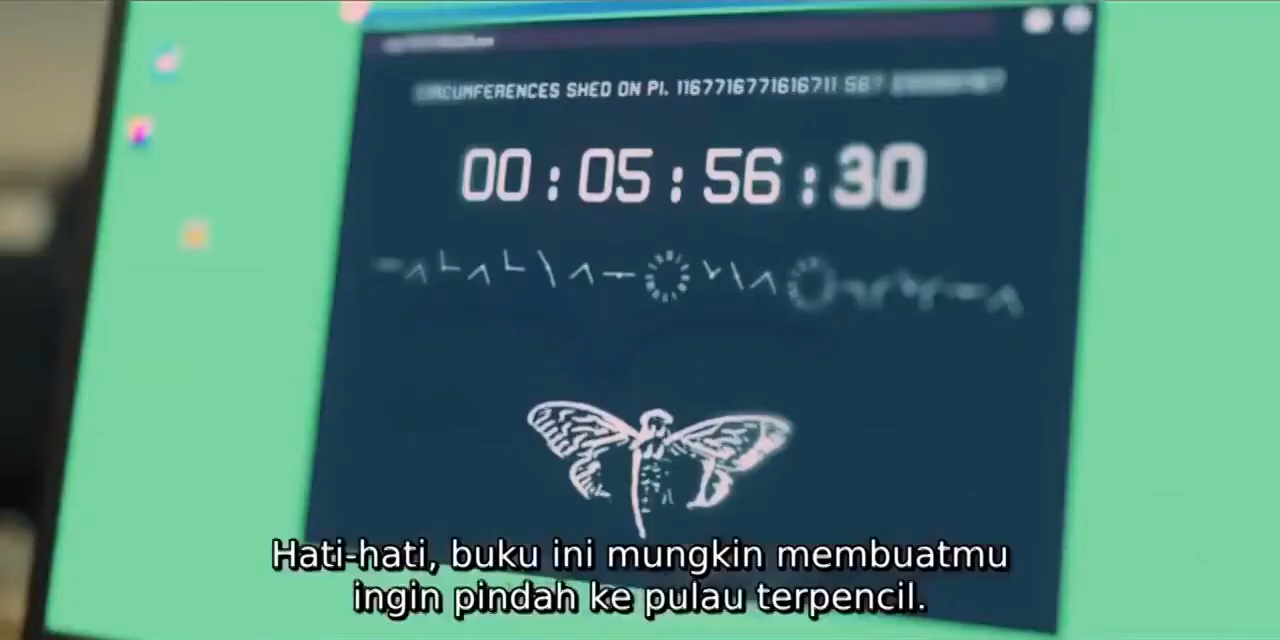 CIRCUMFERENCES SHED ON PI. 1167716771616711 567
00:05:56:30
Hati-hati, buku ini mungkin membuatmu
ingin pindah ke pulau terpencil.